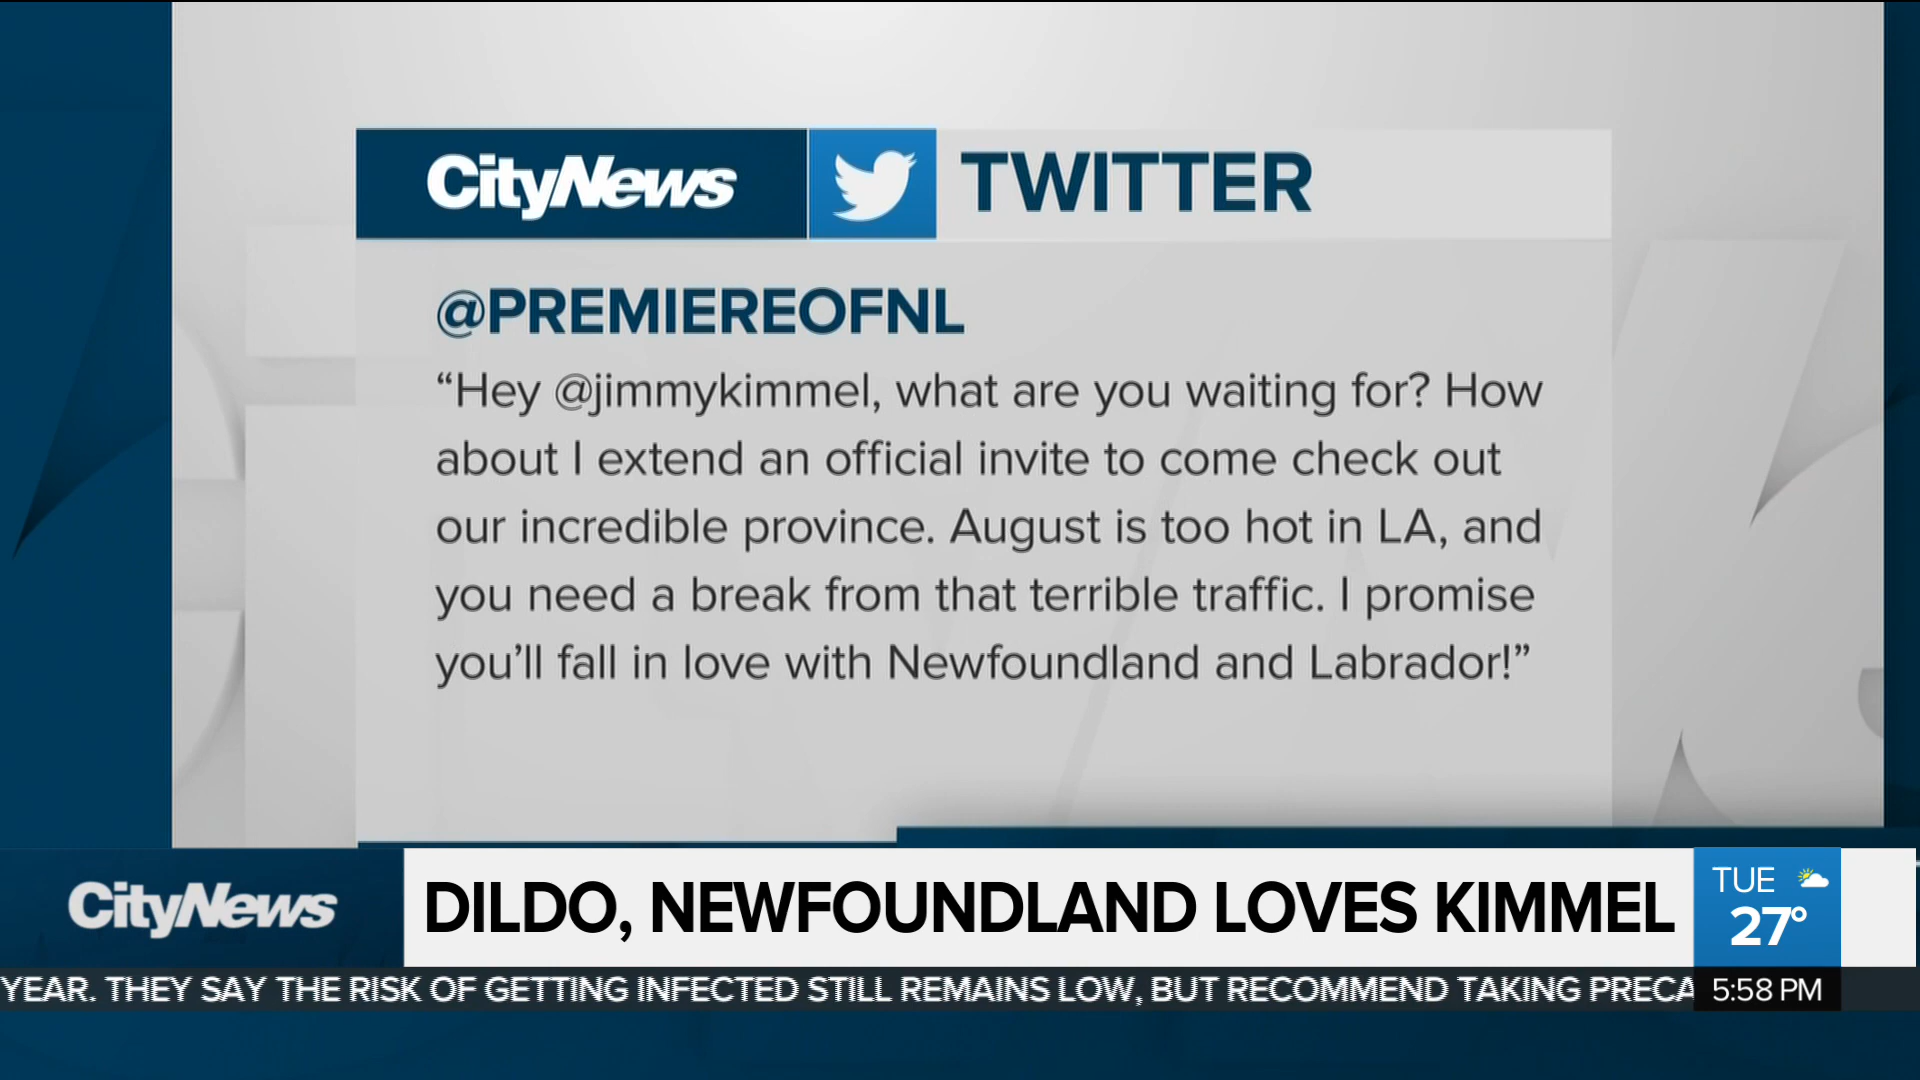 CityNews TWITTER
@PREMIEREOFNL
“Hey @jimmykimmel, what are you waiting for? How
about I extend an official invite to come check out
our incredible province. August is too hot in LA, and
you need a break from that terrible traffic. I promise
you’ll fall in love with Newfoundland and Labrador!”
CityNews
DILDO, NEWFOUNDLAND LOVES KIMMEL
TUE
27°
YEAR. THEY SAY THE RISK OF GETTING INFECTED STILL REMAINS LOW, BUT RECOMMEND TAKING PRECA
5:58 PM